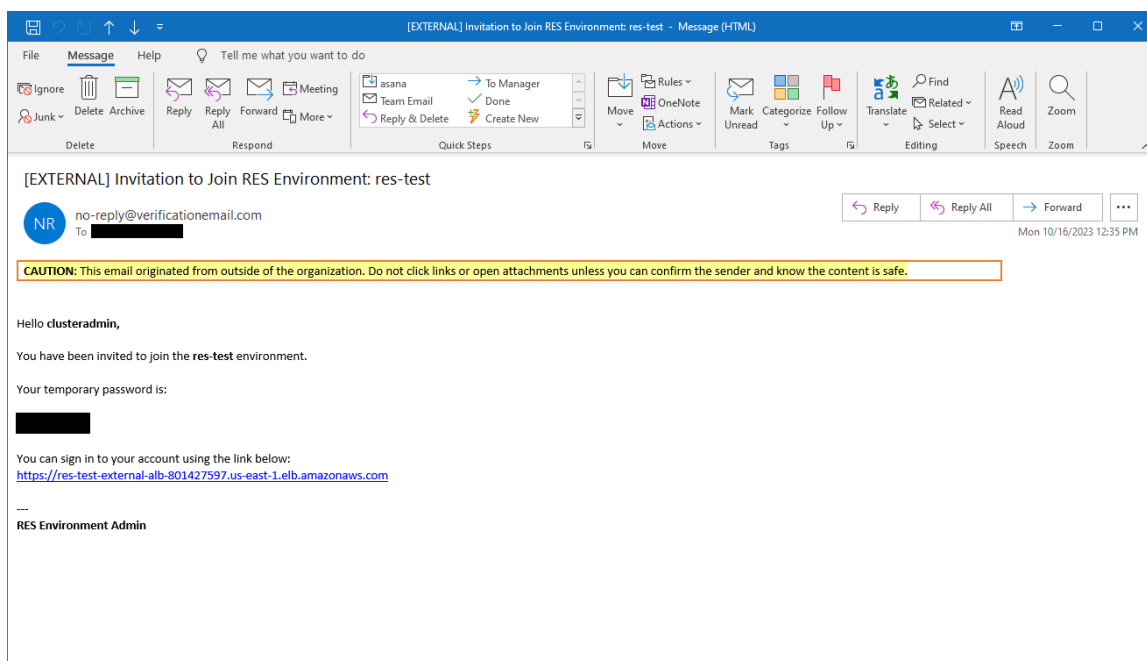 [EXTERNAL] Invitation to Join RES Environment: res-test - Message (HTML)
File Message Help Tell me what you want to do
Ignore
Junk
Delete Archive
Delete
Reply
Reply All
Forward
Meeting
More
Respond
asana
Team Email
Reply & Delete
To Manager
Done
Create New
Quick Steps
Move
Rules
OneNote
Actions
Move
Mark Unread
Categorize
Follow Up
Tags
Translate
Find
Related
Select
Editing
Read Aloud
Speech
Zoom
Zoom
[EXTERNAL] Invitation to Join RES Environment: res-test
NR
no-reply@verificationemail.com
To
Reply Reply All Forward
Mon 10/16/2023 12:35 PM
CAUTION: This email originated from outside of the organization. Do not click links or open attachments unless you can confirm the sender and know the content is safe.
Hello clusteradmin,
You have been invited to join the res-test environment.
Your temporary password is:
You can sign in to your account using the link below:
https://res-test-external-alb-801427597.us-east-1.elb.amazonaws.com
---
RES Environment Admin